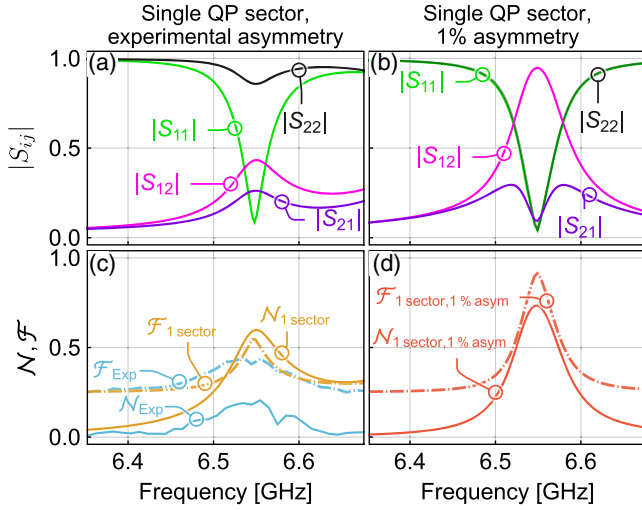 Single QP sector,
experimental asymmetry
Single QP sector,
1% asymmetry
(a)
|S₁₁|
|S₂₂|
|S₁₂|
|S₂₁|
|Sᵢⱼ|
1.0
0.5
0.0
(b)
|S₁₁|
|S₂₂|
|S₁₂|
|S₂₁|
(c)
𝓕₁ sector
𝓝₁ sector
𝓕Exp
𝓝Exp
𝓝, 𝓕
1.0
0.5
0.0
6.4 6.5 6.6
Frequency [GHz]
(d)
𝓕₁ sector, 1 % asym
𝓝₁ sector, 1 % asym
6.4 6.5 6.6
Frequency [GHz]